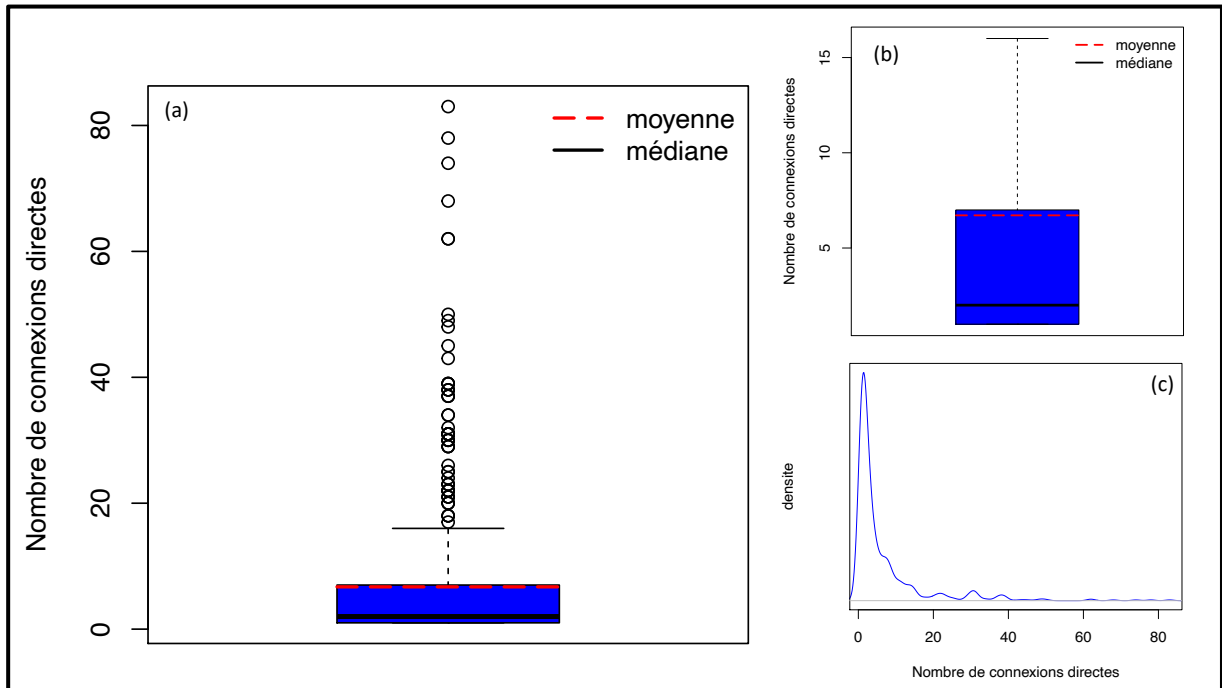 (a)
moyenne
médiane
Nombre de connexions directes
80
60
40
20
0
(b)
moyenne
médiane
Nombre de connexions directes
15
10
5
(c)
densite
0 20 40 60 80
Nombre de connexions directes